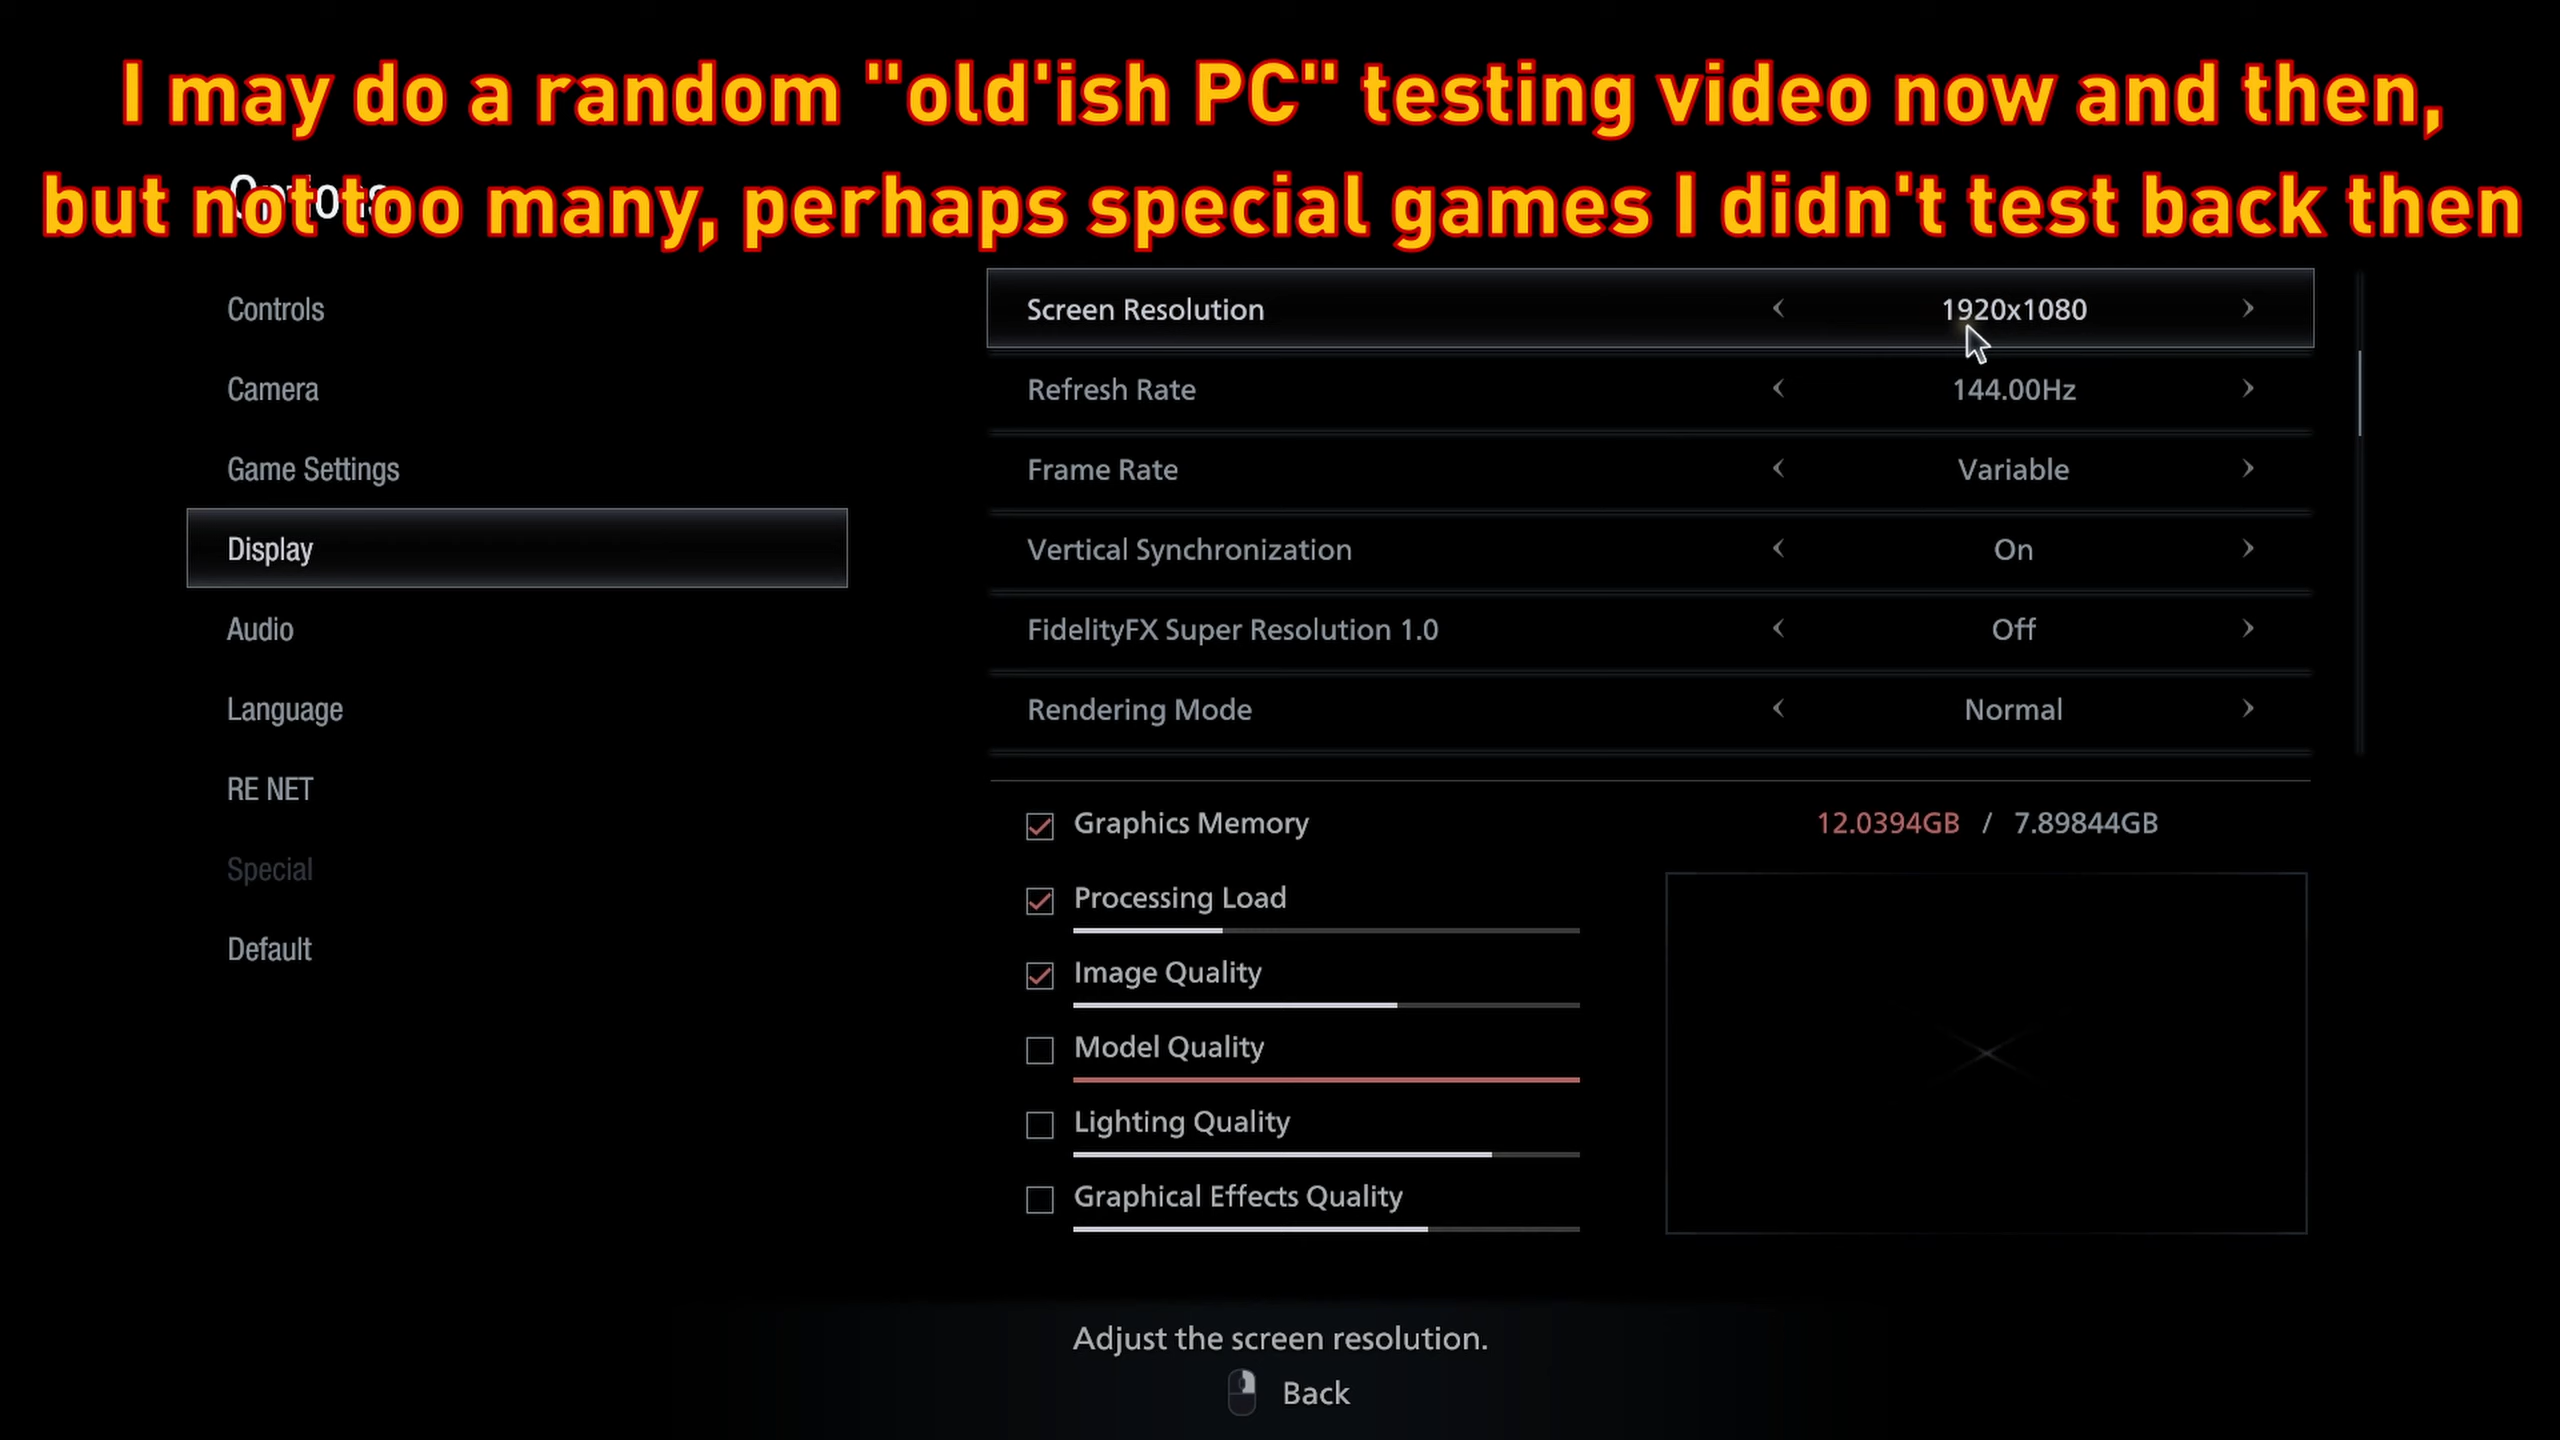 I may do a random "old'ish PC" testing video now and then,
but not too many, perhaps special games I didn't test back then
Options
Controls
Camera
Game Settings
Display
Audio
Language
RE NET
Special
Default
Screen Resolution 1920x1080
Refresh Rate 144.00Hz
Frame Rate Variable
Vertical Synchronization On
FidelityFX Super Resolution 1.0 Off
Rendering Mode Normal
Graphics Memory 12.0394GB / 7.89844GB
Processing Load
Image Quality
Model Quality
Lighting Quality
Graphical Effects Quality
Adjust the screen resolution.
Back